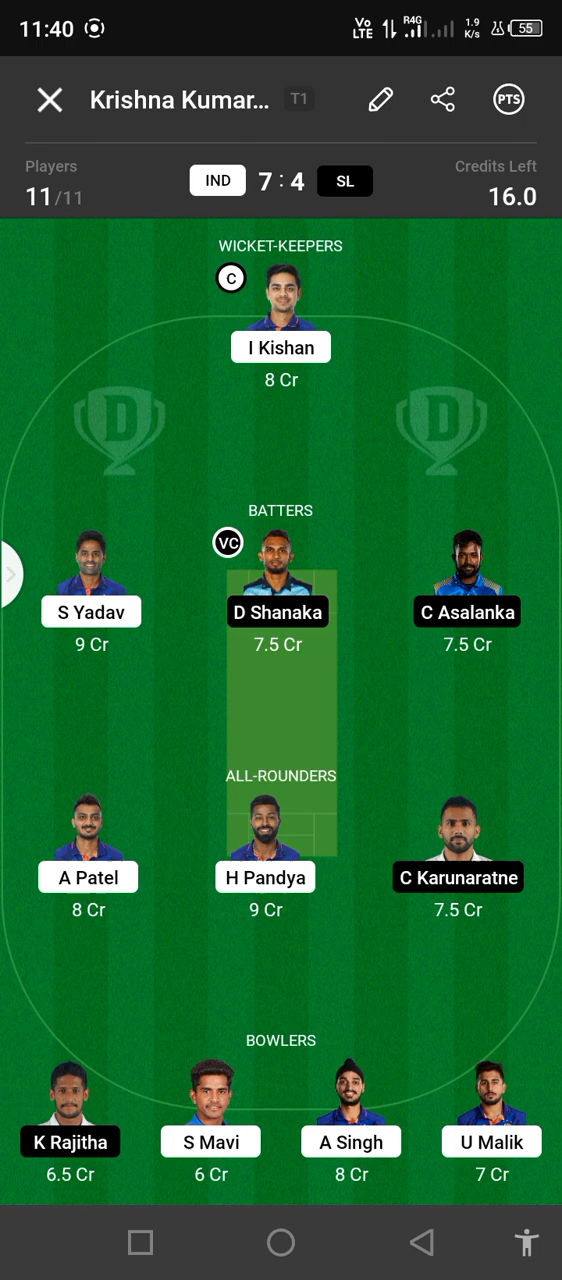 11:40
Vo LTE R4G 1.9 K/s 55
Krishna Kumar... T1 PTS
Players
Credits Left
11/11
IND 7 : 4 SL
16.0
WICKET-KEEPERS
C
I Kishan
8 Cr
D D
BATTERS
VC
S Yadav D Shanaka C Asalanka
9 Cr 7.5 Cr 7.5 Cr
ALL-ROUNDERS
A Patel H Pandya C Karunaratne
8 Cr 9 Cr 7.5 Cr
BOWLERS
K Rajitha S Mavi A Singh U Malik
6.5 Cr 6 Cr 8 Cr 7 Cr